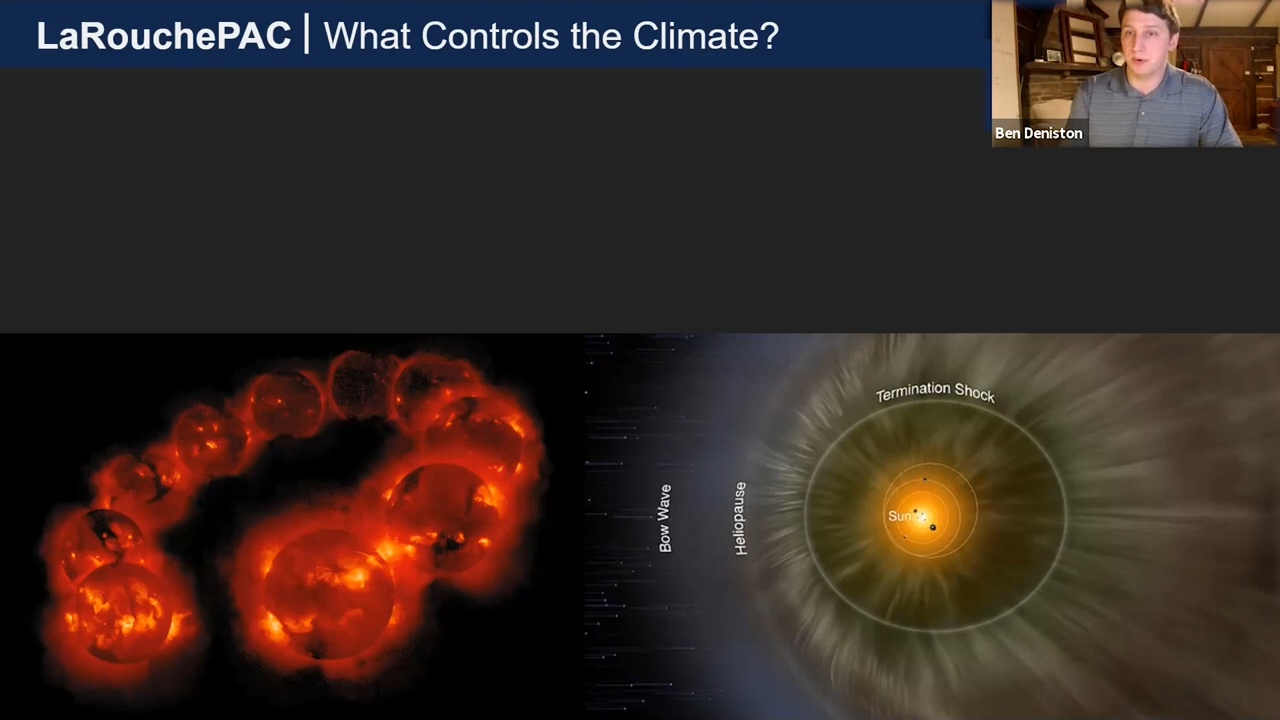 LaRouchePAC | What Controls the Climate?
Ben Deniston
Termination Shock
Bow Wave
Heliopause
Sun